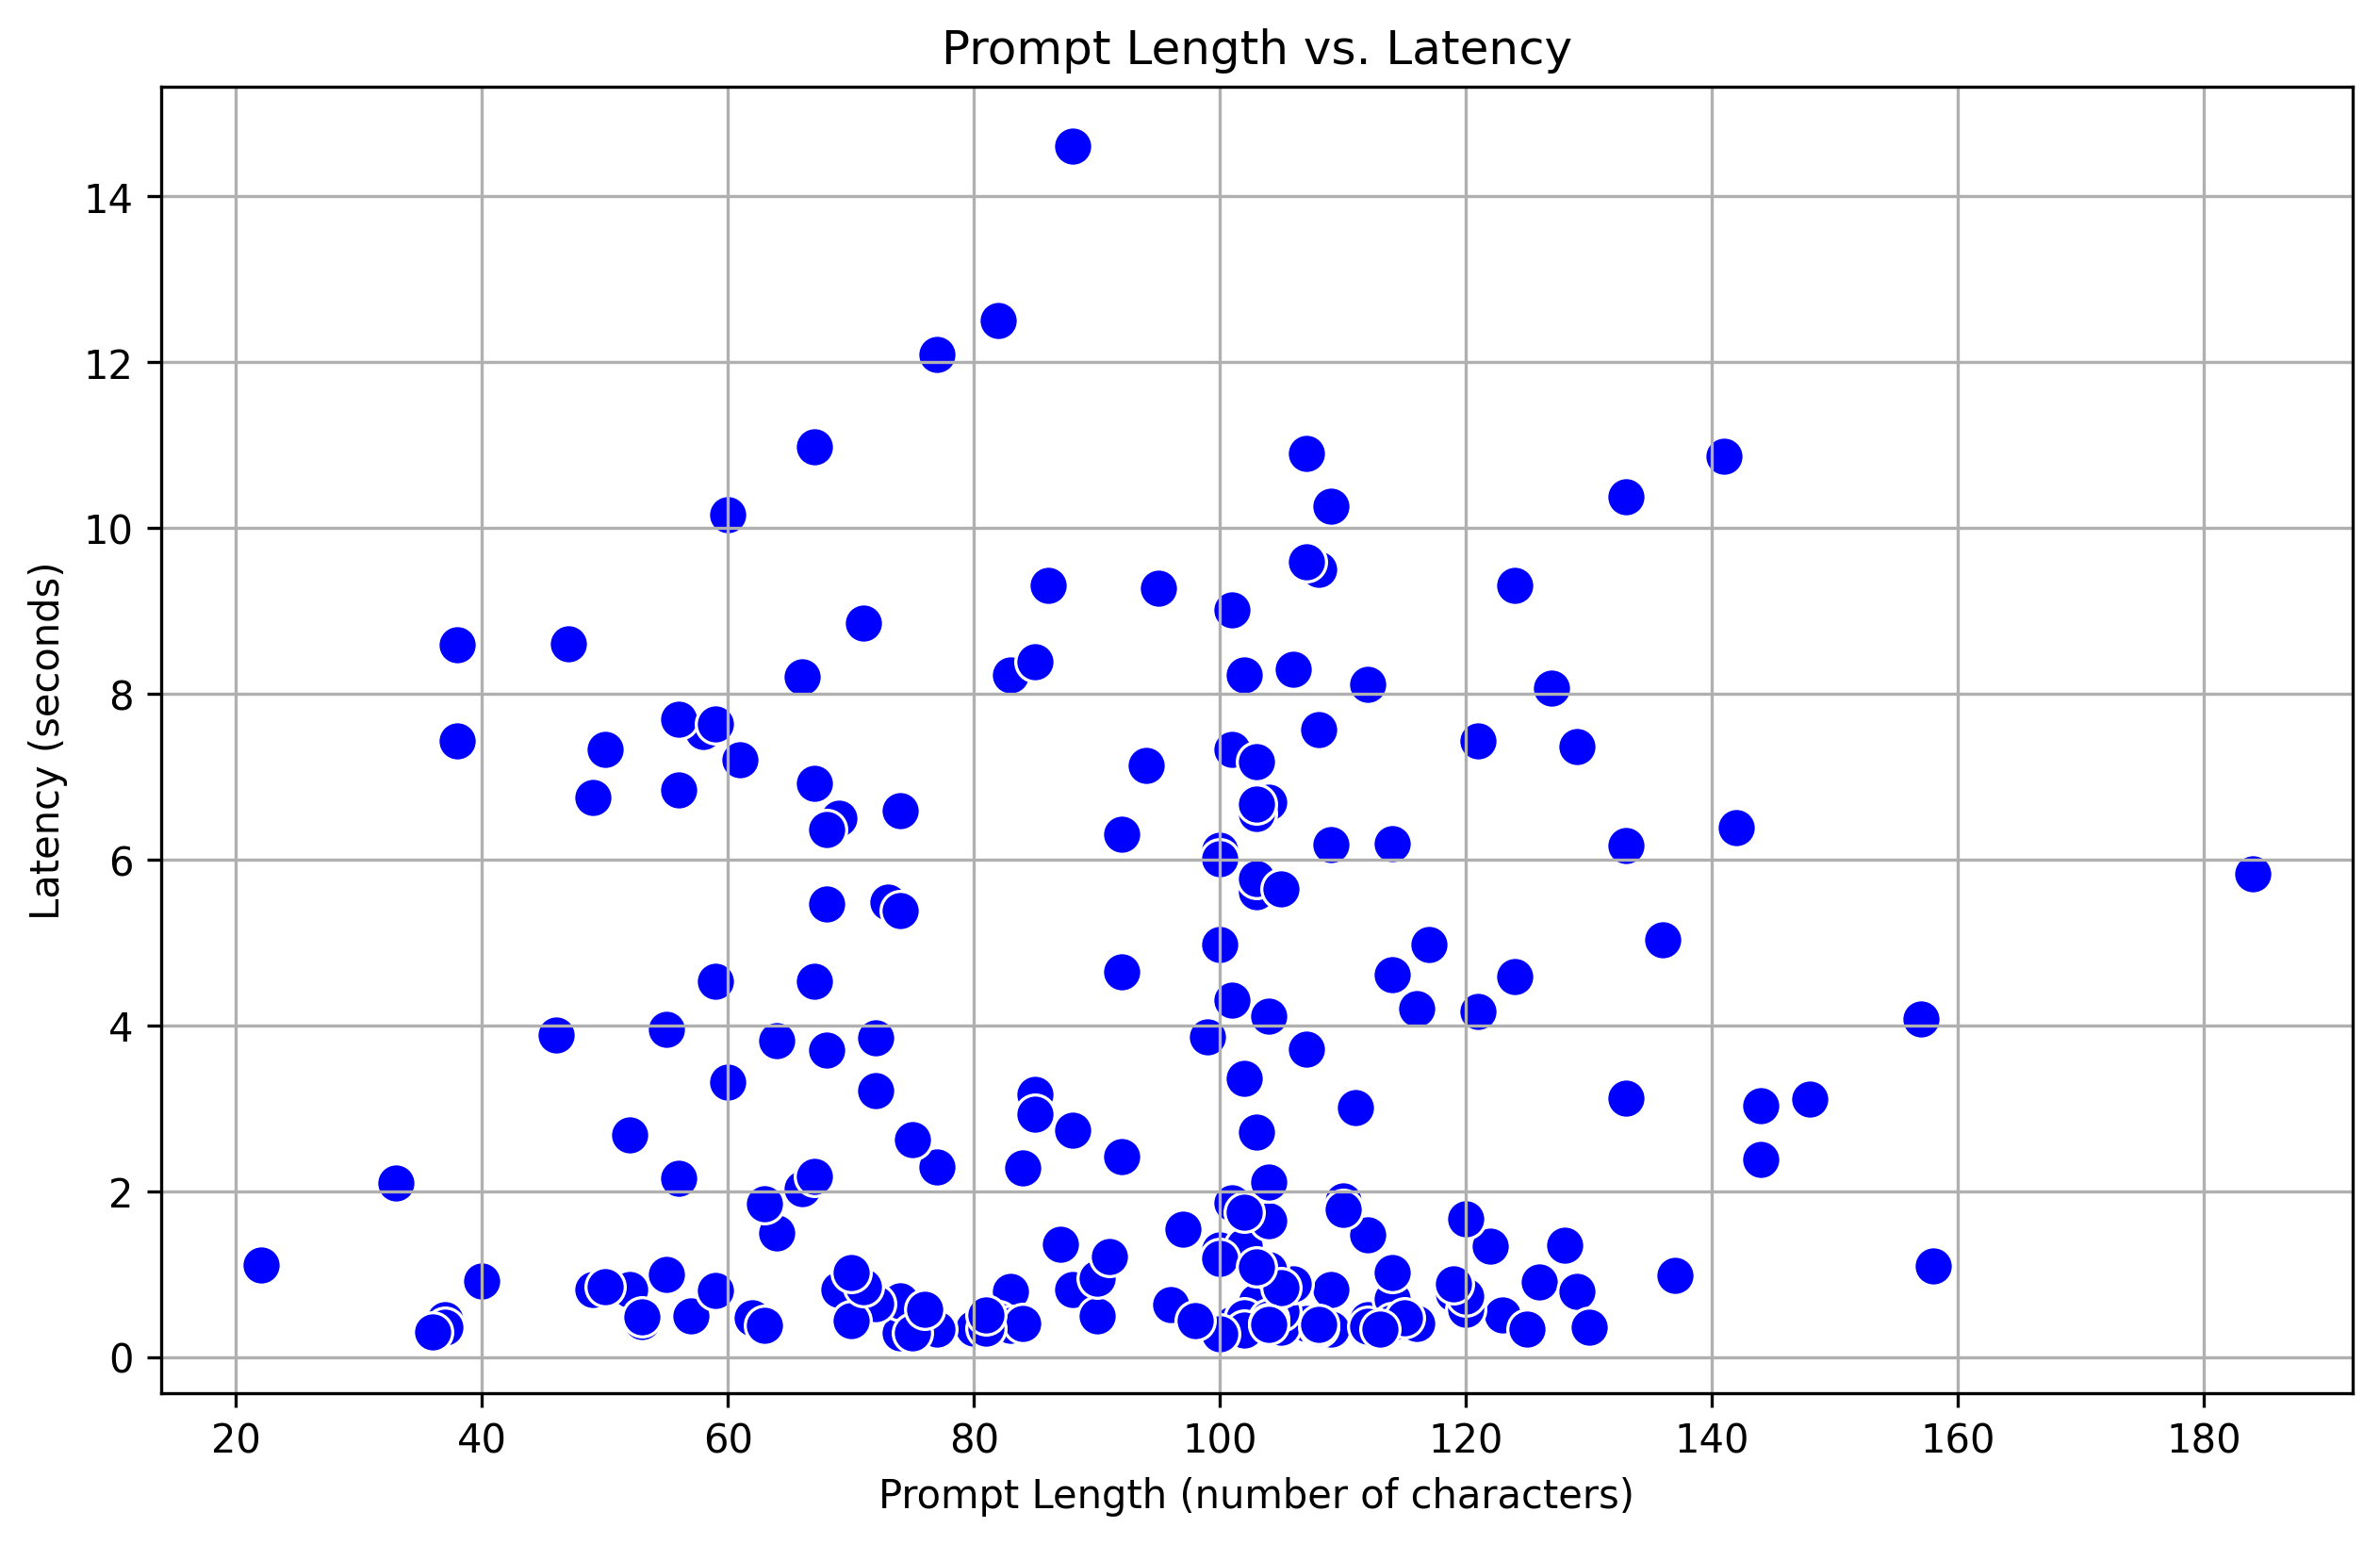 Prompt Length vs. Latency
Latency (seconds)
14
12
10
8
6
4
2
0
20 40 60 80 100 120 140 160 180
Prompt Length (number of characters)